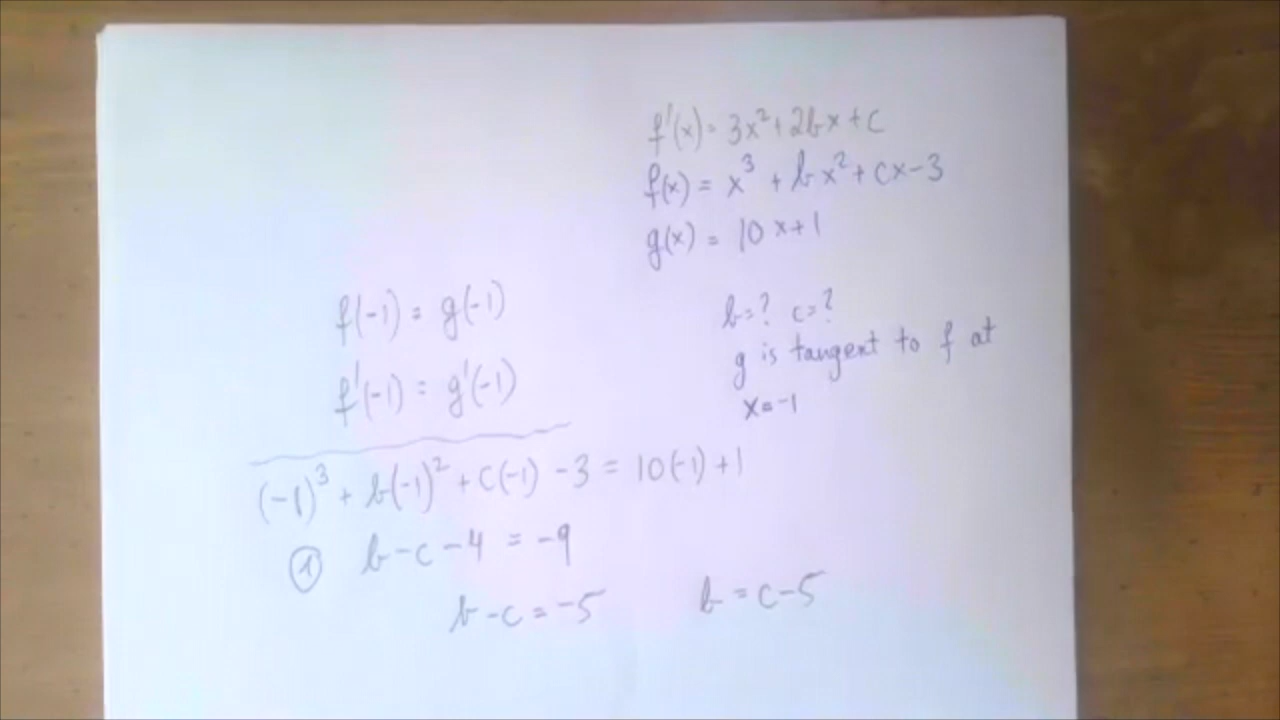 f'(x) = 3x² + 2bx + c
f(x) = x³ + bx² + cx - 3
g(x) = 10x + 1
b = ? c = ?
g is tangent to f at
x = -1
f(-1) = g(-1)
f'(-1) = g'(-1)
(-1)³ + b(-1)² + c(-1) - 3 = 10(-1) + 1
① b - c - 4 = -9
b - c = -5 b = c - 5